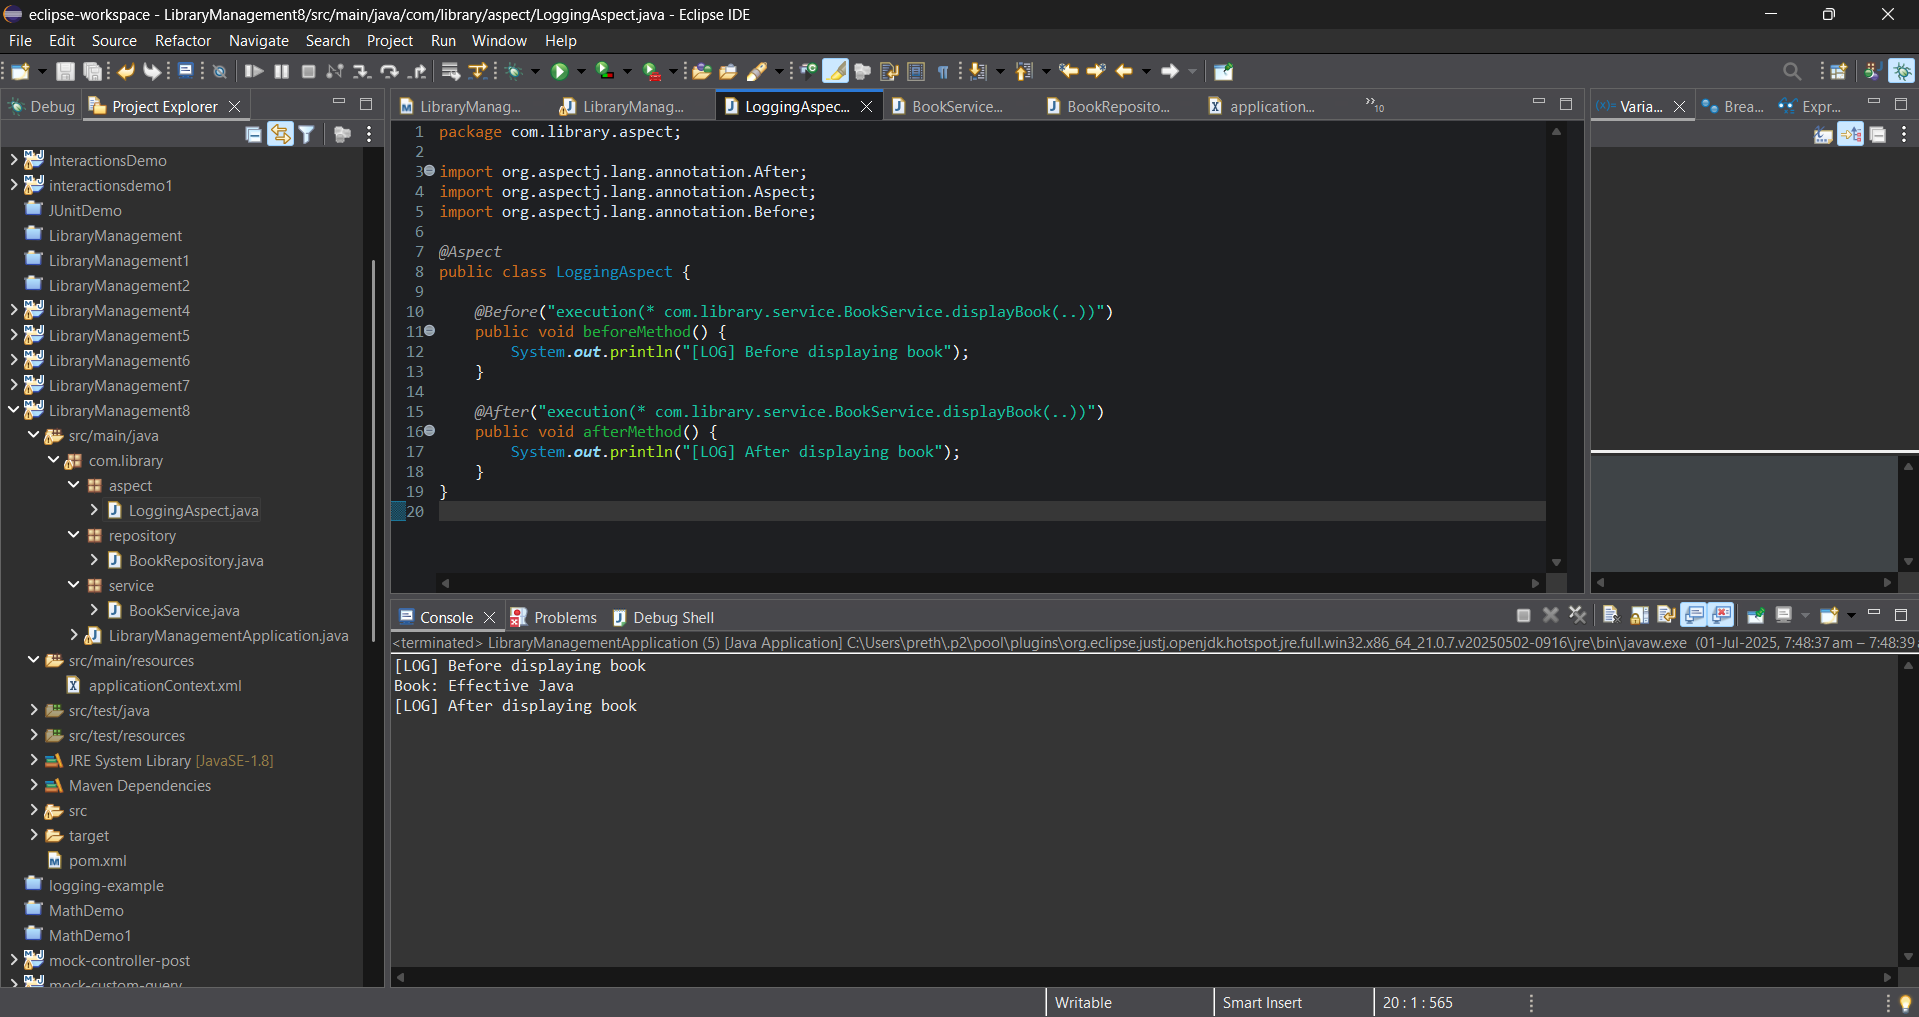 eclipse-workspace - LibraryManagement8/src/main/java/com/library/aspect/LoggingAspect.java - Eclipse IDE
File Edit Source Refactor Navigate Search Project Run Window Help
Debug Project Explorer
InteractionsDemo
interactionsdemo1
JUnitDemo
LibraryManagement
LibraryManagement1
LibraryManagement2
LibraryManagement4
LibraryManagement5
LibraryManagement6
LibraryManagement7
LibraryManagement8
src/main/java
com.library
aspect
LoggingAspect.java
repository
BookRepository.java
service
BookService.java
LibraryManagementApplication.java
src/main/resources
applicationContext.xml
src/test/java
src/test/resources
JRE System Library [JavaSE-1.8]
Maven Dependencies
src
target
pom.xml
logging-example
MathDemo
MathDemo1
mock-controller-post
mock-custom-query
LibraryManag... LibraryManag... LoggingAspec... BookService... BookReposito... application... »10
1 package com.library.aspect;
2
3 import org.aspectj.lang.annotation.After;
4 import org.aspectj.lang.annotation.Aspect;
5 import org.aspectj.lang.annotation.Before;
6
7 @Aspect
8 public class LoggingAspect {
9
10 @Before("execution(* com.library.service.BookService.displayBook(..))")
11 public void beforeMethod() {
12 System.out.println("[LOG] Before displaying book");
13 }
14
15 @After("execution(* com.library.service.BookService.displayBook(..))")
16 public void afterMethod() {
17 System.out.println("[LOG] After displaying book");
18 }
19 }
20
(x)= Varia... Brea... Expr...
Console Problems Debug Shell
<terminated> LibraryManagementApplication (5) [Java Application] C:\Users\preth\.p2\pool\plugins\org.eclipse.justj.openjdk.hotspot.jre.full.win32.x86_64_21.0.7.v20250502-0916\jre\bin\javaw.exe (01-Jul-2025, 7:48:37 am – 7:48:39
[LOG] Before displaying book
Book: Effective Java
[LOG] After displaying book
Writable Smart Insert 20 : 1 : 565